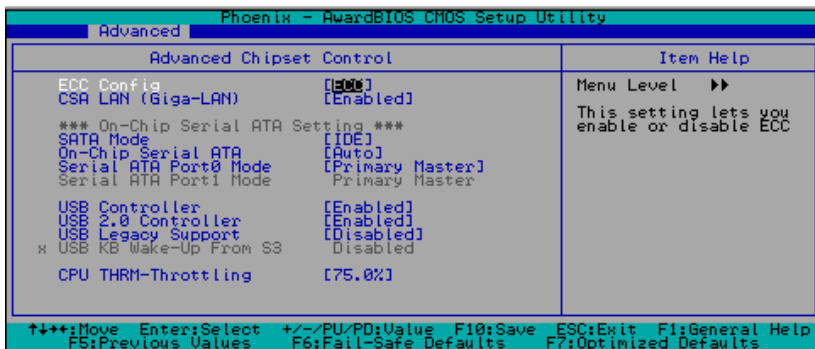 Phoenix - AwardBIOS CMOS Setup Utility
Advanced
Advanced Chipset Control
Item Help
ECC Config [ECC]
CSA LAN (Giga-LAN) [Enabled]
*** On-Chip Serial ATA Setting ***
SATA Mode [IDE]
On-Chip Serial ATA [Auto]
Serial ATA Port0 Mode [Primary Master]
Serial ATA Port1 Mode Primary Master
USB Controller [Enabled]
USB 2.0 Controller [Enabled]
USB Legacy Support [Disabled]
x USB KB Wake-Up From S3 Disabled
CPU THRM-Throttling [75.0%]
Menu Level ▶▶
This setting lets you
enable or disable ECC
↑↓→←:Move Enter:Select +/-/PU/PD:Value F10:Save ESC:Exit F1:General Help
F5:Previous Values F6:Fail-Safe Defaults F7:Optimized Defaults